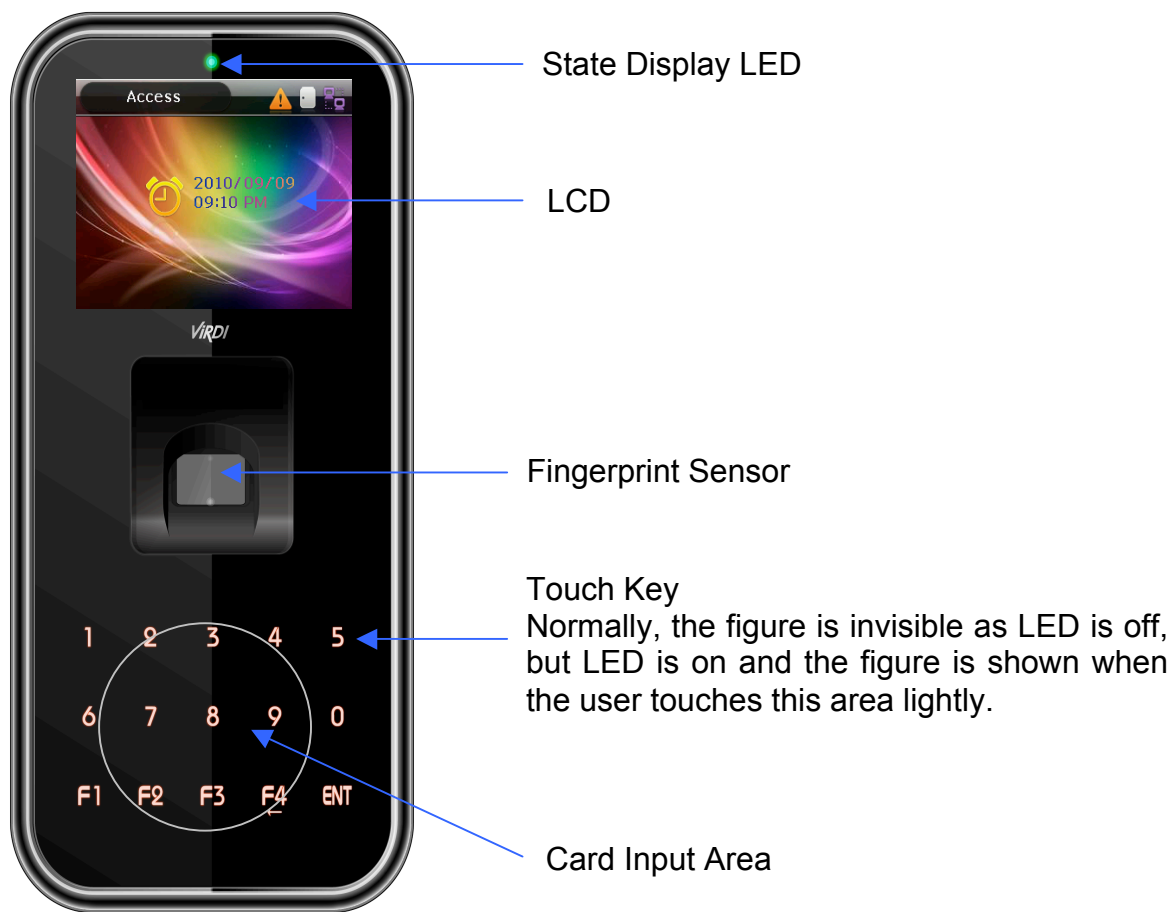 State Display LED
Access
2010/09/09
09:10 PM
LCD
ViRDI
Fingerprint Sensor
Touch Key
Normally, the figure is invisible as LED is off,
but LED is on and the figure is shown when
the user touches this area lightly.
1 2 3 4 5
6 7 8 9 0
F1 F2 F3 F4 ENT
←
Card Input Area